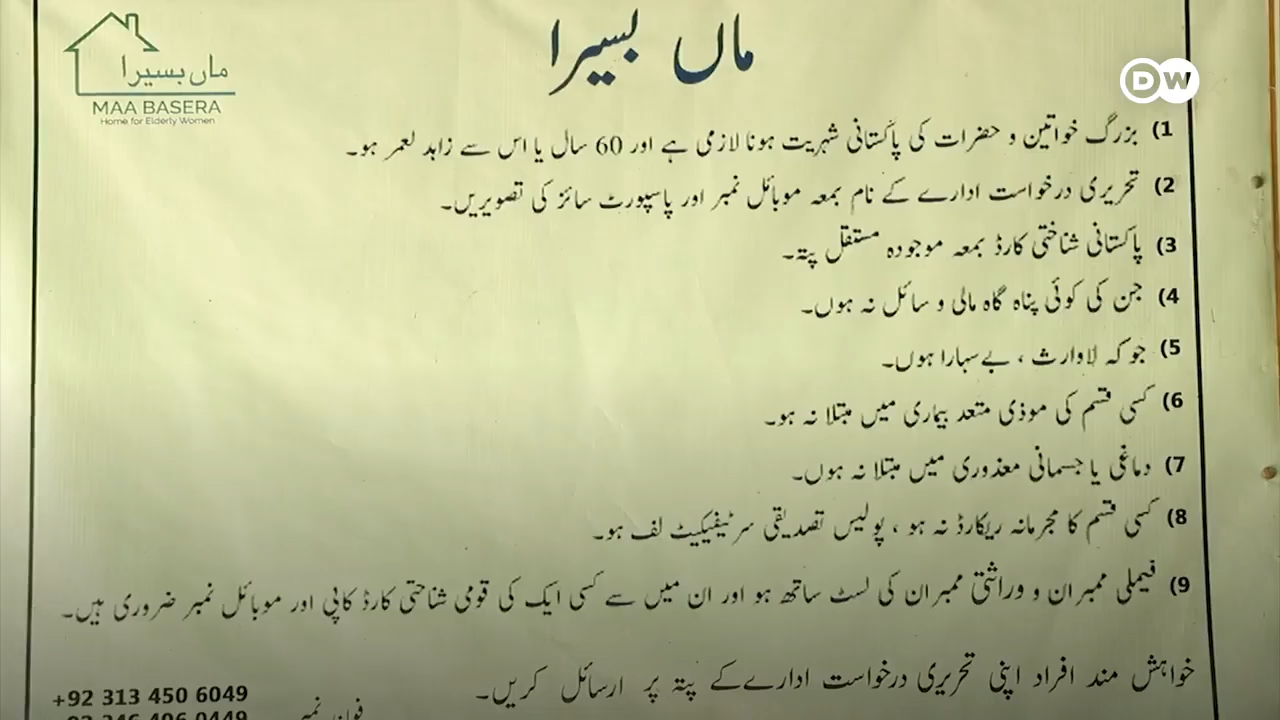 ماں بسیرا
ماں بسیرا
MAA BASERA
Home for Elderly Women
DW
1) بزرگ خواتین و حضرات کی پاکستانی شہریت ہونا لازمی ہے اور 60 سال یا اس سے زاہد لعمر ہو۔
2) تحریری درخواست ادارے کے نام بمعہ موبائل نمبر اور پاسپورٹ سائز کی تصویریں۔
3) پاکستانی شناختی کارڈ بمعہ موجودہ مستقل پتہ۔
4) جن کی کوئی پناہ گاہ مالی و سائل نہ ہوں۔
5) جو کہ لاوارث ، بے سہارا ہوں۔
6) کسی قسم کی موذی متعد بیماری میں مبتلا نہ ہو۔
7) دماغی یا جسمانی معذوری میں مبتلا نہ ہوں۔
8) کسی قسم کا مجرمانہ ریکارڈ نہ ہو ، پولیس تصدیقی سرٹیفیکیٹ لف ہو۔
9) فیملی ممبران و وراثتی ممبران کی لسٹ ساتھ ہو اور ان میں سے کسی ایک کی قومی شناختی کارڈ کاپی اور موبائل نمبر ضروری ہیں۔
خواہش مند افراد اپنی تحریری درخواست ادارے کے پتہ پر ارسائل کریں۔
+92 313 450 6049
فون نمبر